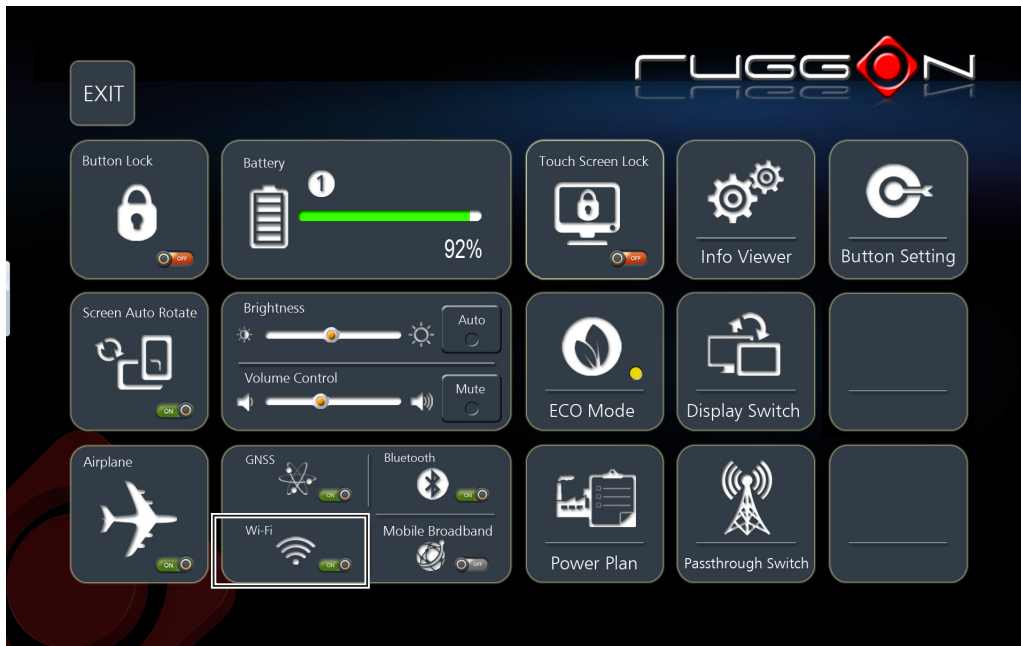 RUGGON
EXIT
Button Lock
OFF
Battery
1
92%
Touch Screen Lock
OFF
Info Viewer
Button Setting
Screen Auto Rotate
ON
Brightness
Auto
Volume Control
Mute
ECO Mode
Display Switch
Airplane
ON
GNSS
ON
Bluetooth
ON
Wi-Fi
ON
Mobile Broadband
OFF
Power Plan
Passthrough Switch